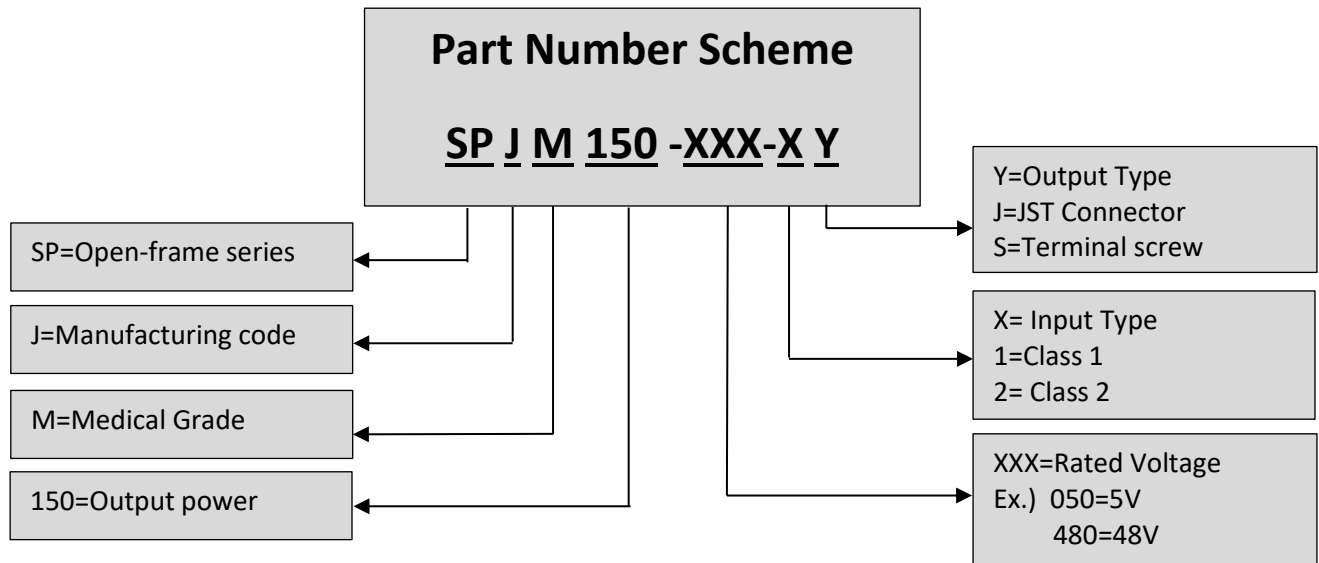 Part Number Scheme
SP J M 150 -XXX-X Y
SP=Open-frame series
J=Manufacturing code
M=Medical Grade
150=Output power
Y=Output Type
J=JST Connector
S=Terminal screw
X= Input Type
1=Class 1
2= Class 2
XXX=Rated Voltage
Ex.) 050=5V
480=48V